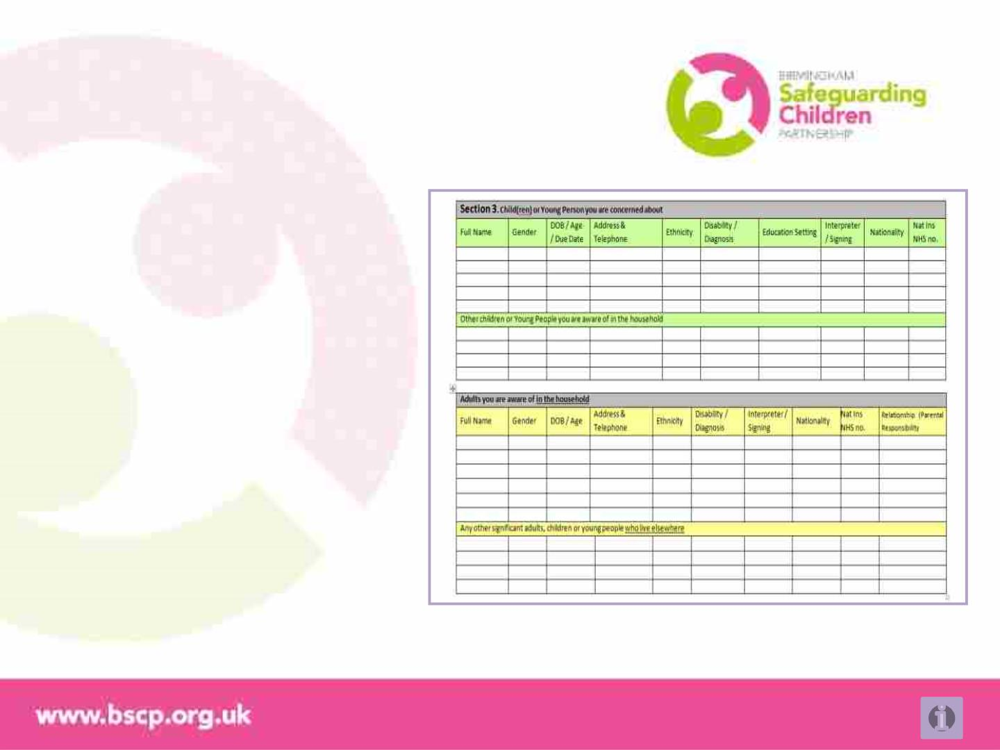 BIRMINGHAM
Safeguarding
Children
PARTNERSHIP
Section 3. Child(ren) or Young Person you are concerned about
Full Name Gender DOB / Age / Due Date Address & Telephone Ethnicity Disability / Diagnosis Education Setting Interpreter / Signing Nationality Nat Ins NHS no.
Other children or Young People you are aware of in the household
Adults you are aware of in the household
Full Name Gender DOB / Age Address & Telephone Ethnicity Disability / Diagnosis Interpreter / Signing Nationality Nat Ins NHS no. Relationship (Parental Responsibility
Any other significant adults, children or young people who live elsewhere
www.bscp.org.uk